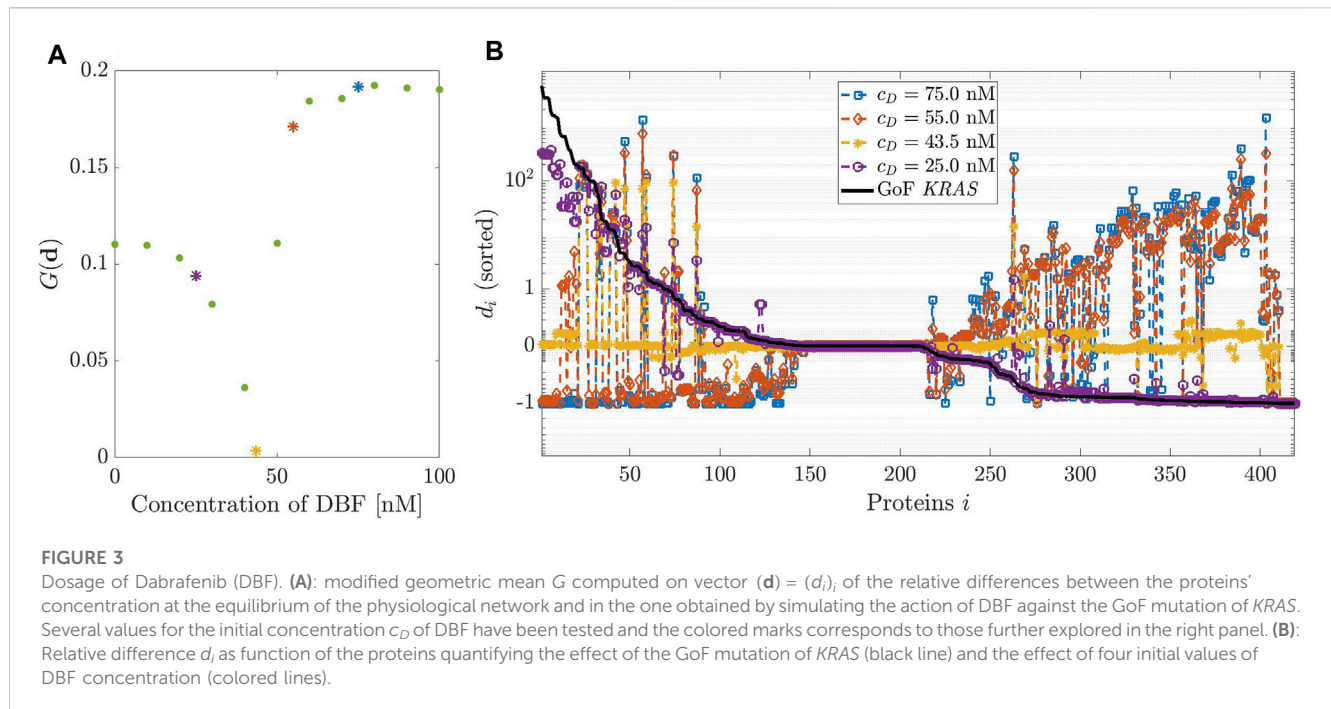 A
B
0.2
0.15
0.1
0.05
0
G(d)
0
50
100
Concentration of DBF [nM]
10²
1
0
-1
d_i (sorted)
c_D = 75.0 nM
c_D = 55.0 nM
c_D = 43.5 nM
c_D = 25.0 nM
GoF KRAS
50
100
150
200
250
300
350
400
Proteins i
FIGURE 3
Dosage of Dabrafenib (DBF). (A): modified geometric mean G computed on vector (d) = (d_i)_i of the relative differences between the proteins'
concentration at the equilibrium of the physiological network and in the one obtained by simulating the action of DBF against the GoF mutation of KRAS.
Several values for the initial concentration c_D of DBF have been tested and the colored marks corresponds to those further explored in the right panel. (B):
Relative difference d_i as function of the proteins quantifying the effect of the GoF mutation of KRAS (black line) and the effect of four initial values of
DBF concentration (colored lines).